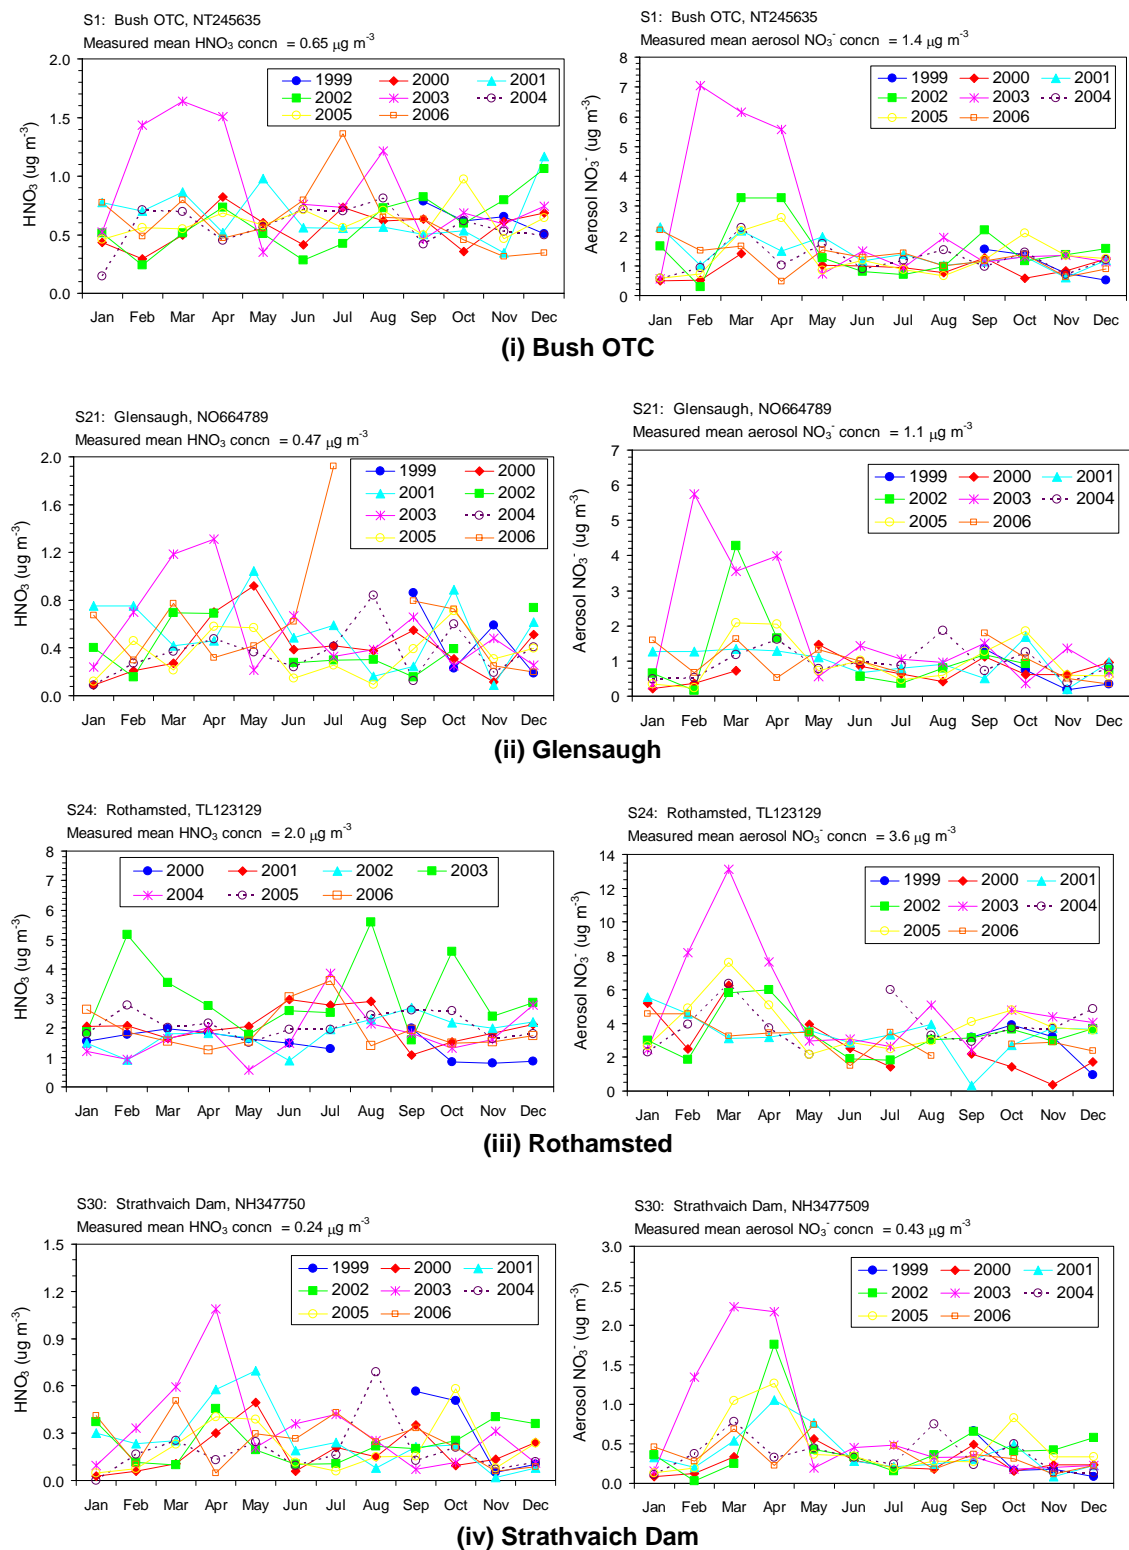 S1: Bush OTC, NT245635
Measured mean HNO3 concn = 0.65 µg m-3
HNO3 (ug m-3)
2.0
1.5
1.0
0.5
0.0
1999 2000 2001
2002 2003 2004
2005 2006
Jan Feb Mar Apr May Jun Jul Aug Sep Oct Nov Dec
S1: Bush OTC, NT245635
Measured mean aerosol NO3- concn = 1.4 µg m-3
Aerosol NO3- (ug m-3)
8
7
6
5
4
3
2
1
0
1999 2000 2001
2002 2003 2004
2005 2006
Jan Feb Mar Apr May Jun Jul Aug Sep Oct Nov Dec
(i) Bush OTC
S21: Glensaugh, NO664789
Measured mean HNO3 concn = 0.47 µg m-3
HNO3 (ug m-3)
2.0
1.6
1.2
0.8
0.4
0.0
1999 2000
2001 2002
2003 2004
2005 2006
Jan Feb Mar Apr May Jun Jul Aug Sep Oct Nov Dec
S21: Glensaugh, NO664789
Measured mean aerosol NO3- concn = 1.1 µg m-3
Aerosol NO3- (ug m-3)
7
6
5
4
3
2
1
0
1999 2000 2001
2002 2003 2004
2005 2006
Jan Feb Mar Apr May Jun Jul Aug Sep Oct Nov Dec
(ii) Glensaugh
S24: Rothamsted, TL123129
Measured mean HNO3 concn = 2.0 µg m-3
HNO3 (ug m-3)
8
7
6
5
4
3
2
1
0
2000 2001 2002 2003
2004 2005 2006
Jan Feb Mar Apr May Jun Jul Aug Sep Oct Nov Dec
S24: Rothamsted, TL123129
Measured mean aerosol NO3- concn = 3.6 µg m-3
Aerosol NO3- (ug m-3)
14
12
10
8
6
4
2
0
1999 2000 2001
2002 2003 2004
2005 2006
Jan Feb Mar Apr May Jun Jul Aug Sep Oct Nov Dec
(iii) Rothamsted
S30: Strathvaich Dam, NH347750
Measured mean HNO3 concn = 0.24 µg m-3
HNO3 (ug m-3)
1.5
1.2
0.9
0.6
0.3
0.0
1999 2000 2001
2002 2003 2004
2005 2006
Jan Feb Mar Apr May Jun Jul Aug Sep Oct Nov Dec
S30: Strathvaich Dam, NH3477509
Measured mean aerosol NO3- concn = 0.43 µg m-3
Aerosol NO3- (ug m-3)
3.0
2.5
2.0
1.5
1.0
0.5
0.0
1999 2000 2001
2002 2003 2004
2005 2006
Jan Feb Mar Apr May Jun Jul Aug Sep Oct Nov Dec
(iv) Strathvaich Dam